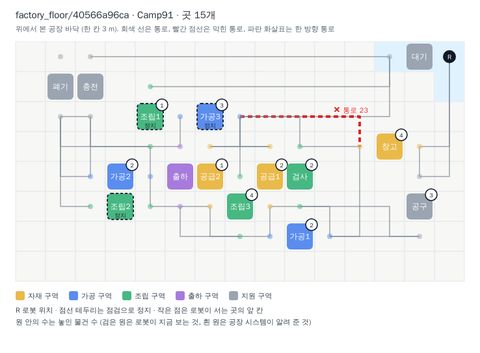 factory_floor/40566a96ca · Camp91 · 곳 15개
위에서 본 공장 바닥 (한 칸 3 m). 회색 선은 통로, 빨간 점선은 막힌 통로, 파란 화살표는 한 방향 통로
대기
R
폐기
충전
조립1
정지
1
가공3
정지
3
✕ 통로 23
창고
4
가공2
2
출하
공급2
1
공급1
2
검사
2
조립2
정지
조립3
4
공구
3
가공1
2
자재 구역
가공 구역
조립 구역
출하 구역
지원 구역
R 로봇 위치 · 점선 테두리는 점검으로 정지 · 작은 점은 로봇이 서는 곳의 앞 칸
원 안의 수는 놓인 물건 수 (검은 원은 로봇이 지금 보는 것, 흰 원은 공장 시스템이 알려 준 것)